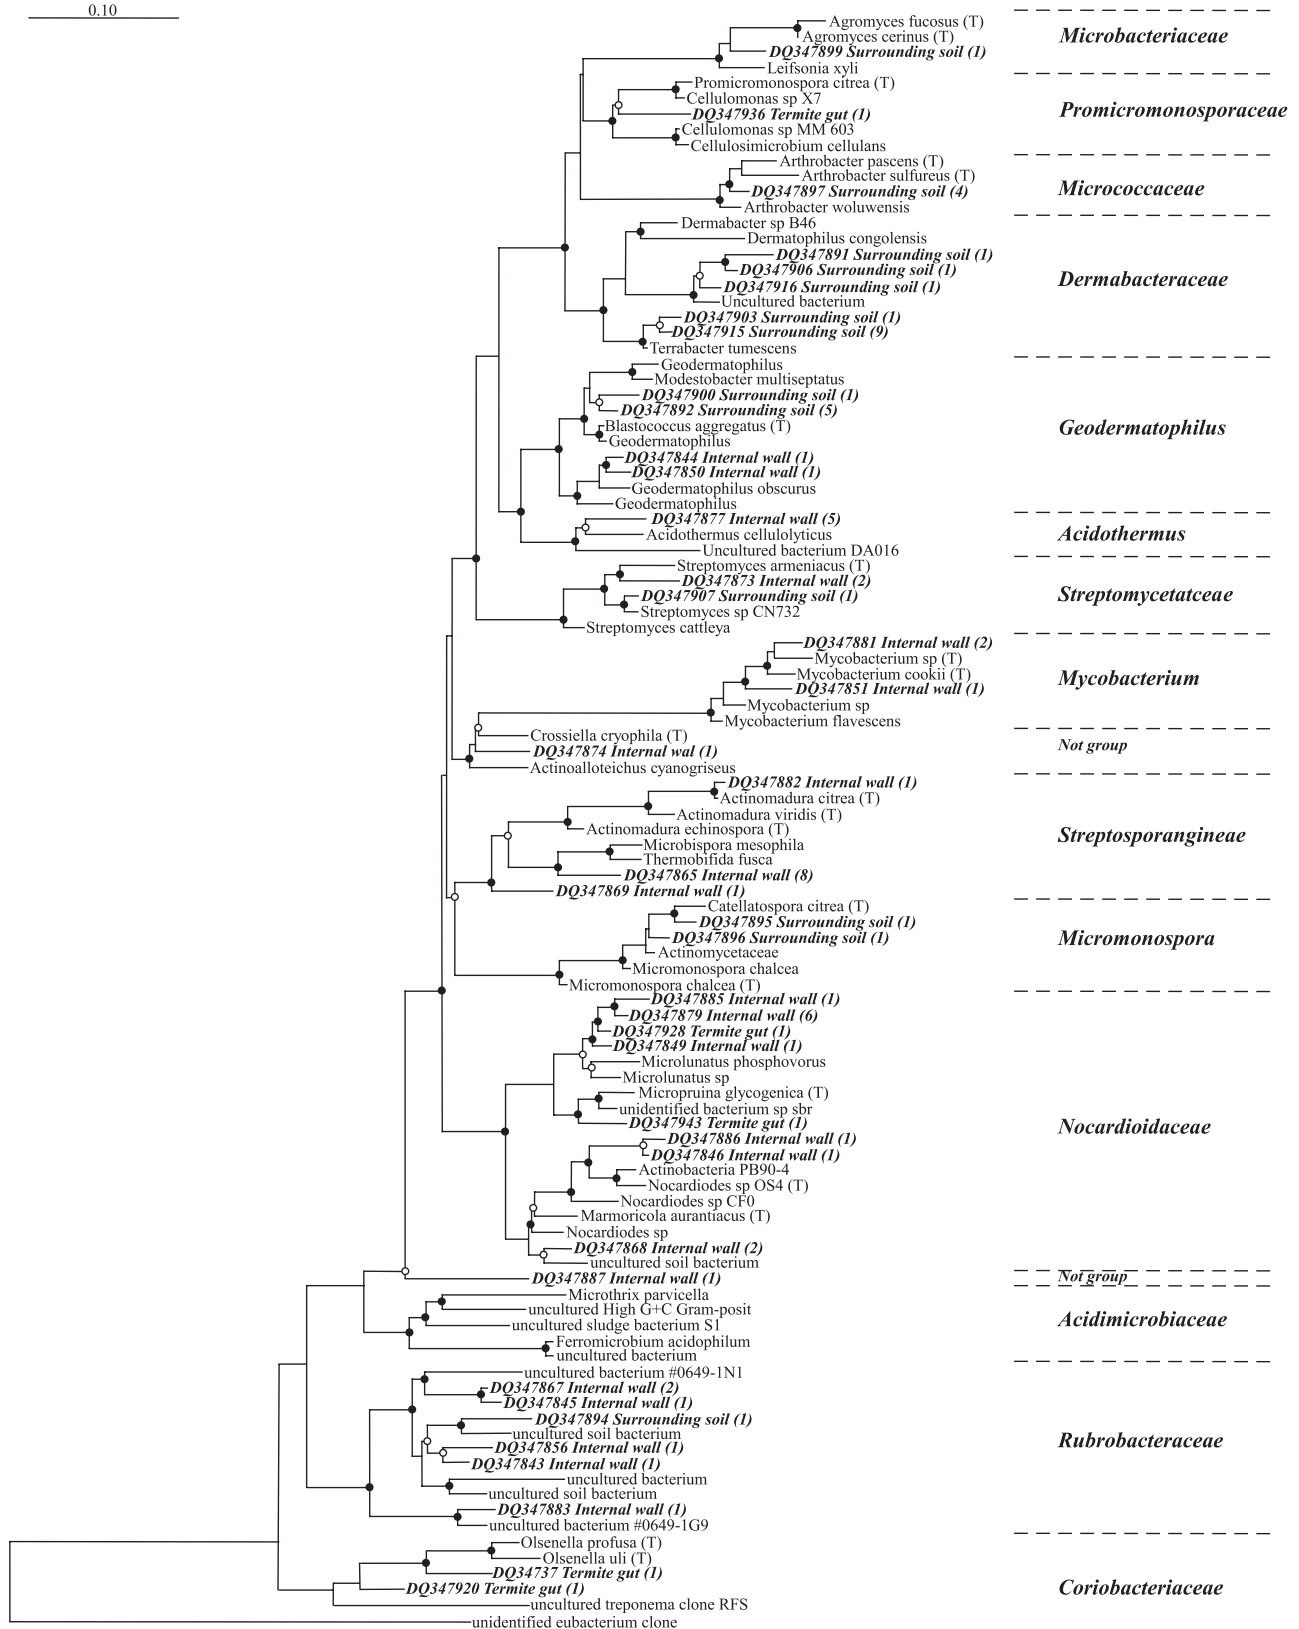 0.10
Agromyces fucosus (T)
Agromyces cerinus (T)
DQ347899 Surrounding soil (1)
Leifsonia xyli
Microbacteriaceae
Promicromonospora citrea (T)
Cellulomonas sp X7
DQ347936 Termite gut (1)
Cellulomonas sp MM 603
Cellulosimicrobium cellulans
Promicromonosporaceae
Arthrobacter pascens (T)
Arthrobacter sulfureus (T)
DQ347897 Surrounding soil (4)
Arthrobacter woluwensis
Micrococcaceae
Dermabacter sp B46
Dermatophilus congolensis
DQ347891 Surrounding soil (1)
DQ347906 Surrounding soil (1)
DQ347916 Surrounding soil (1)
Uncultured bacterium
DQ347903 Surrounding soil (1)
DQ347915 Surrounding soil (9)
Terrabacter tumescens
Dermabacteraceae
Geodermatophilus
Modestobacter multiseptatus
DQ347900 Surrounding soil (1)
DQ347892 Surrounding soil (5)
Blastococcus aggregatus (T)
Geodermatophilus
DQ347844 Internal wall (1)
DQ347850 Internal wall (1)
Geodermatophilus obscurus
Geodermatophilus
Geodermatophilus
DQ347877 Internal wall (5)
Acidothermus cellulolyticus
Uncultured bacterium DA016
Acidothermus
Streptomyces armeniacus (T)
DQ347873 Internal wall (2)
DQ347907 Surrounding soil (1)
Streptomyces sp CN732
Streptomyces cattleya
Streptomycetatceae
DQ347881 Internal wall (2)
Mycobacterium sp (T)
Mycobacterium cookii (T)
DQ347851 Internal wall (1)
Mycobacterium sp
Mycobacterium flavescens
Mycobacterium
Crossiella cryophila (T)
DQ347874 Internal wal (1)
Actinoalloteichus cyanogriseus
Not group
DQ347882 Internal wall (1)
Actinomadura citrea (T)
Actinomadura viridis (T)
Actinomadura echinospora (T)
Microbispora mesophila
Thermobifida fusca
DQ347865 Internal wall (8)
DQ347869 Internal wall (1)
Streptosporangineae
Catellatospora citrea (T)
DQ347895 Surrounding soil (1)
DQ347896 Surrounding soil (1)
Actinomycetaceae
Micromonospora chalcea
Micromonospora chalcea (T)
Micromonospora
DQ347885 Internal wall (1)
DQ347879 Internal wall (6)
DQ347928 Termite gut (1)
DQ347849 Internal wall (1)
Microlunatus phosphovorus
Microlunatus sp
Micropruina glycogenica (T)
unidentified bacterium sp sbr
DQ347943 Termite gut (1)
DQ347886 Internal wall (1)
DQ347846 Internal wall (1)
Actinobacteria PB90-4
Nocardiodes sp OS4 (T)
Nocardiodes sp CF0
Marmoricola aurantiacus (T)
Nocardiodes sp
DQ347868 Internal wall (2)
uncultured soil bacterium
Nocardioidaceae
DQ347887 Internal wall (1)
Not group
Microthrix parvicella
uncultured High G+C Gram-posit
uncultured sludge bacterium S1
Ferromicrobium acidophilum
uncultured bacterium
Acidimicrobiaceae
uncultured bacterium #0649-1N1
DQ347867 Internal wall (2)
DQ347845 Internal wall (1)
DQ347894 Surrounding soil (1)
uncultured soil bacterium
DQ347856 Internal wall (1)
DQ347843 Internal wall (1)
uncultured bacterium
uncultured soil bacterium
DQ347883 Internal wall (1)
uncultured bacterium #0649-1G9
Rubrobacteraceae
Olsenella profusa (T)
Olsenella uli (T)
DQ34737 Termite gut (1)
DQ347920 Termite gut (1)
uncultured treponema clone RFS
Coriobacteriaceae
unidentified eubacterium clone